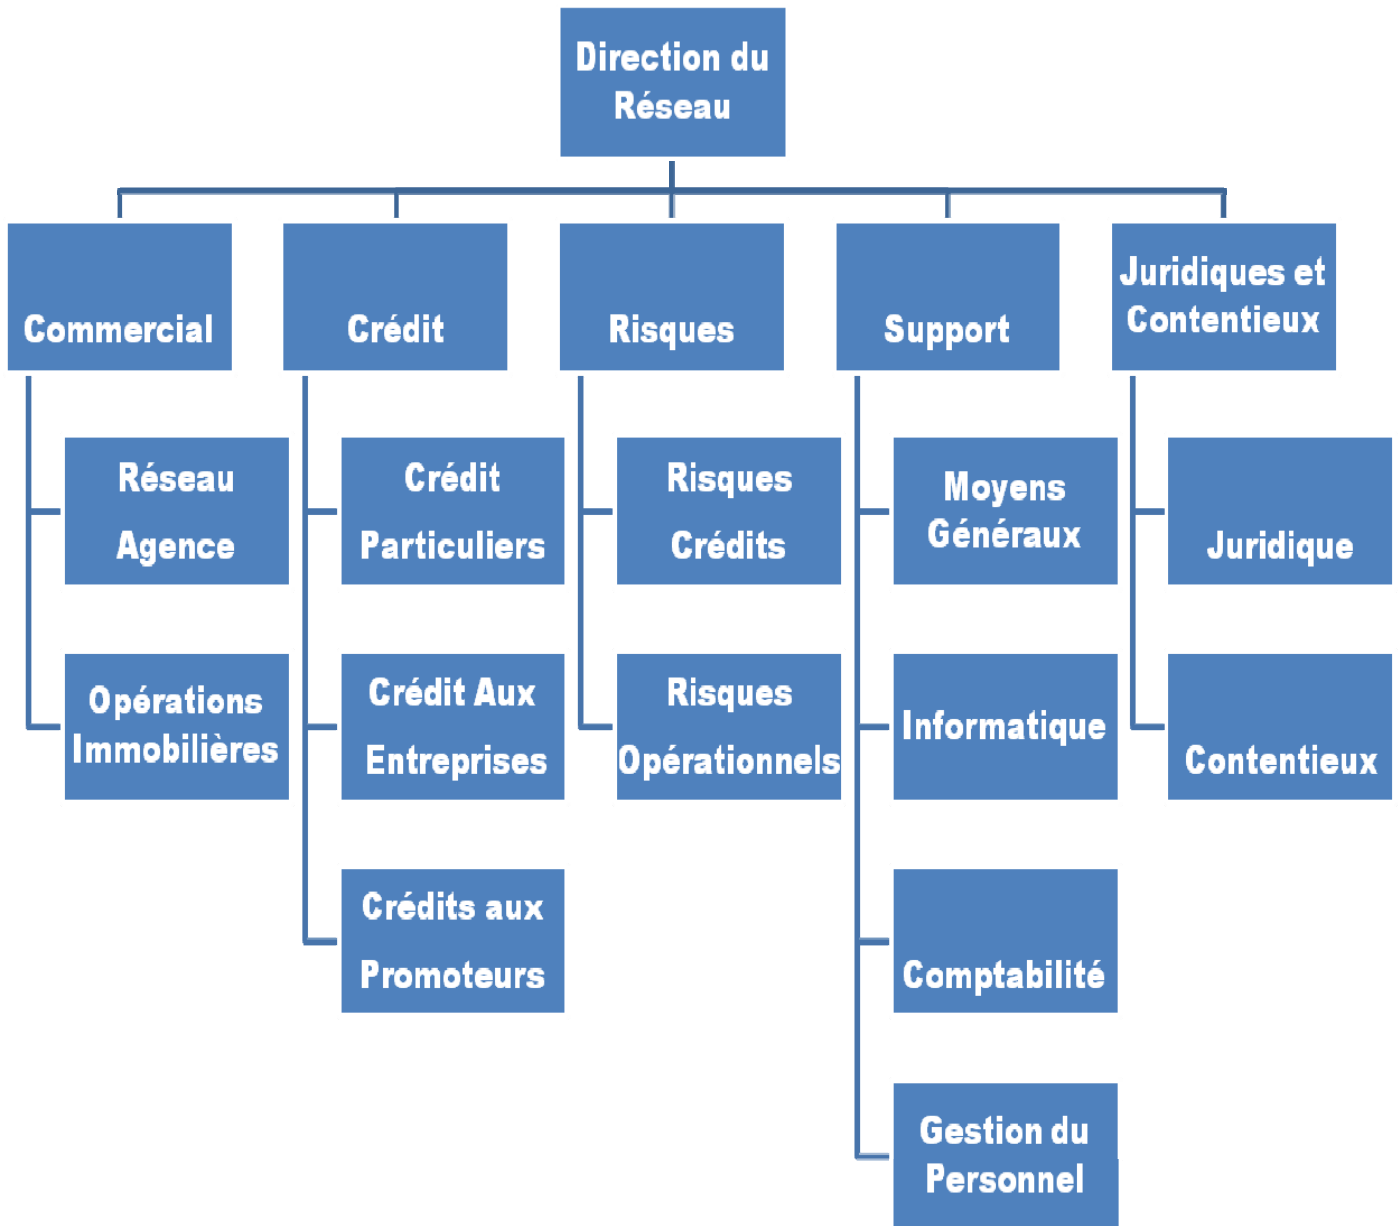 Direction du
Réseau
Commercial
Crédit
Risques
Support
Juridiques et
Contentieux
Réseau
Agence
Crédit
Particuliers
Risques
Crédits
Moyens
Généraux
Juridique
Opérations
Immobilières
Crédit Aux
Entreprises
Risques
Opérationnels
Informatique
Contentieux
Crédits aux
Promoteurs
Comptabilité
Gestion du
Personnel